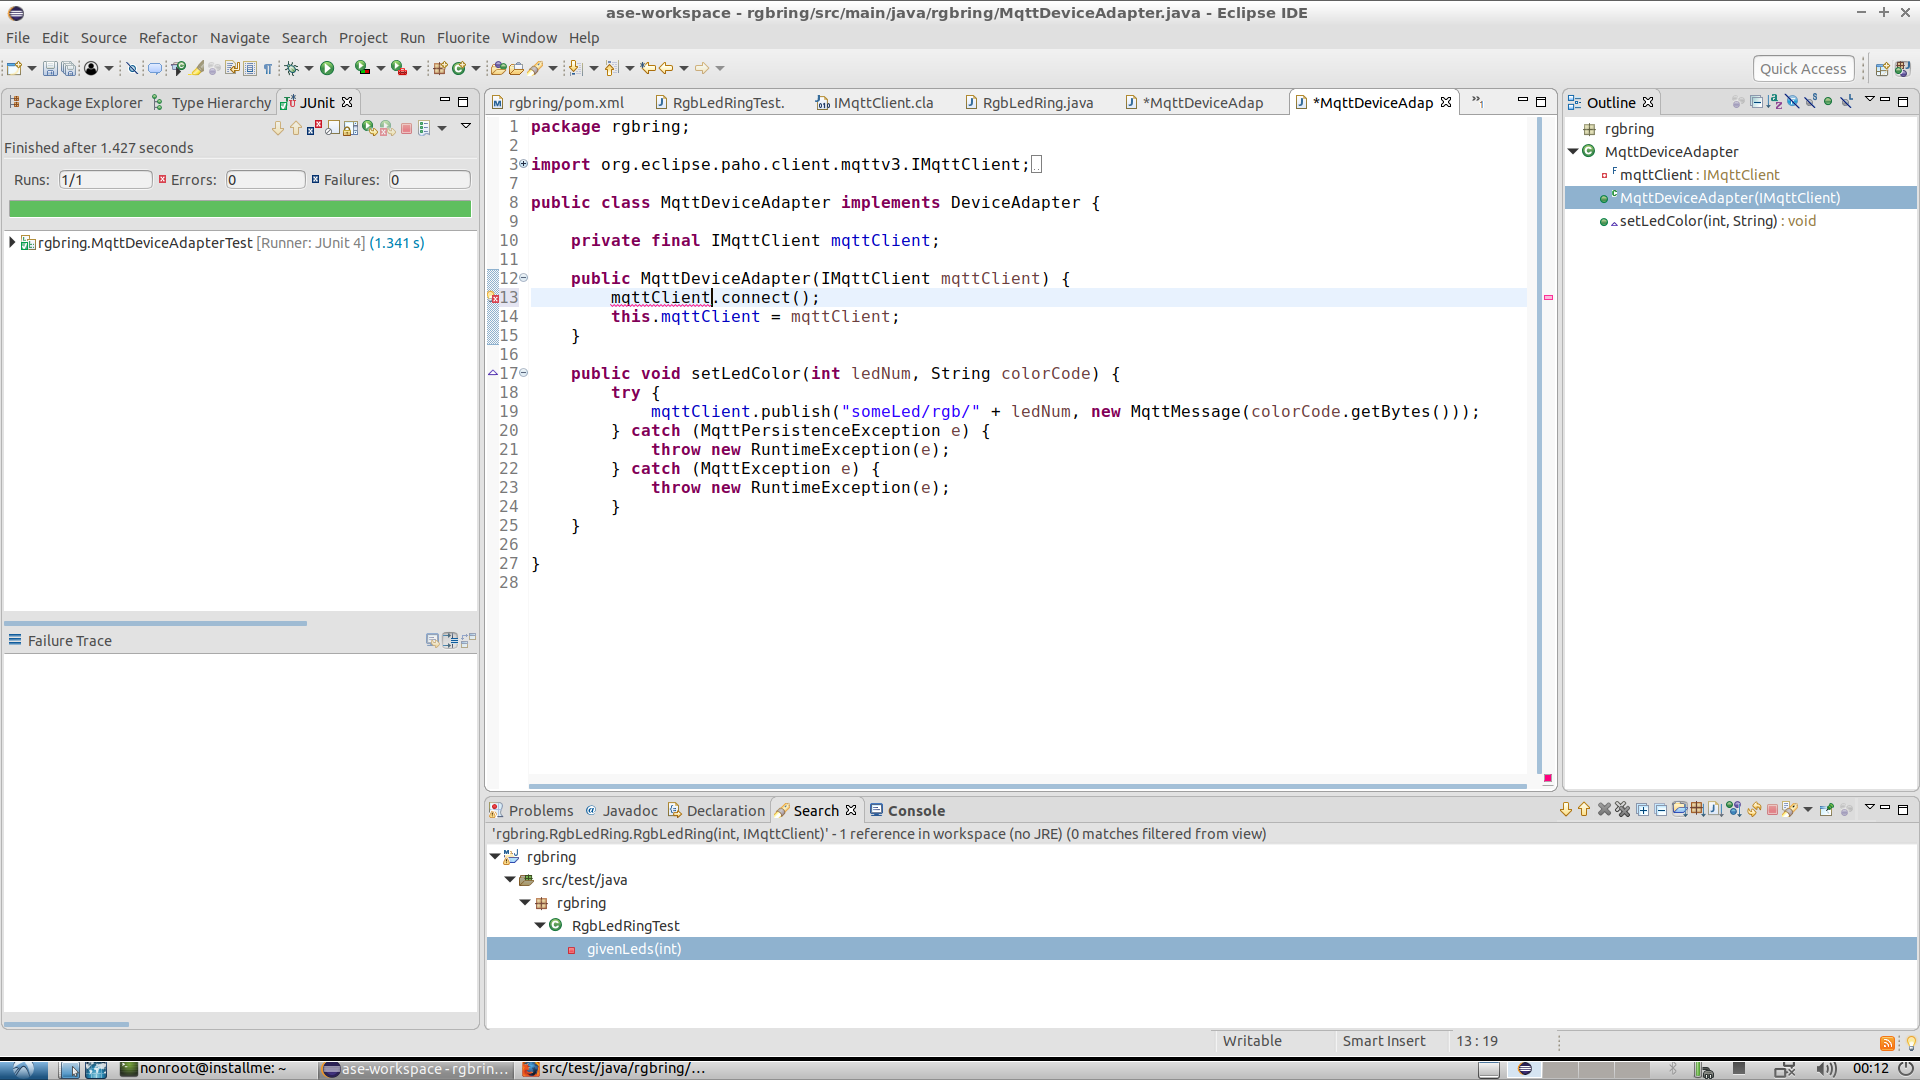 ase-workspace - rgbring/src/main/java/rgbring/MqttDeviceAdapter.java - Eclipse IDE
File Edit Source Refactor Navigate Search Project Run Fluorite Window Help
Quick Access
Package Explorer Type Hierarchy JUnit
Finished after 1.427 seconds
Runs: 1/1 Errors: 0 Failures: 0
rgbring.MqttDeviceAdapterTest [Runner: JUnit 4] (1.341 s)
Failure Trace
rgbring/pom.xml RgbLedRingTest. IMqttClient.cla RgbLedRing.java *MqttDeviceAdap *MqttDeviceAdap
1 package rgbring;
2
3 import org.eclipse.paho.client.mqttv3.IMqttClient;
7
8 public class MqttDeviceAdapter implements DeviceAdapter {
9
10 private final IMqttClient mqttClient;
11
12 public MqttDeviceAdapter(IMqttClient mqttClient) {
13 mqttClient.connect();
14 this.mqttClient = mqttClient;
15 }
16
17 public void setLedColor(int ledNum, String colorCode) {
18 try {
19 mqttClient.publish("someLed/rgb/" + ledNum, new MqttMessage(colorCode.getBytes()));
20 } catch (MqttPersistenceException e) {
21 throw new RuntimeException(e);
22 } catch (MqttException e) {
23 throw new RuntimeException(e);
24 }
25 }
26
27 }
28
Outline
rgbring
MqttDeviceAdapter
mqttClient : IMqttClient
MqttDeviceAdapter(IMqttClient)
setLedColor(int, String) : void
Problems Javadoc Declaration Search Console
'rgbring.RgbLedRing.RgbLedRing(int, IMqttClient)' - 1 reference in workspace (no JRE) (0 matches filtered from view)
rgbring
src/test/java
rgbring
RgbLedRingTest
givenLeds(int)
Writable Smart Insert 13 : 19
nonroot@installme: ~ ase-workspace - rgbrin... src/test/java/rgbring/... 00:12